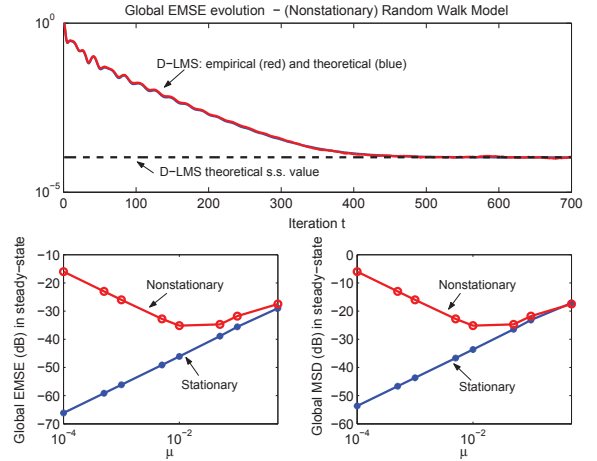 Global EMSE evolution – (Nonstationary) Random Walk Model
10^0
D–LMS: empirical (red) and theoretical (blue)
D–LMS theoretical s.s. value
10^−5
0 100 200 300 400 500 600 700
Iteration t
Global EMSE (dB) in steady–state
−10
−20
−30
−40
−50
−60
−70
Nonstationary
Stationary
10^−4 10^−2
μ
Global MSD (dB) in steady–state
10
0
−10
−20
−30
−40
−50
−60
Nonstationary
Stationary
10^−4 10^−2
μ